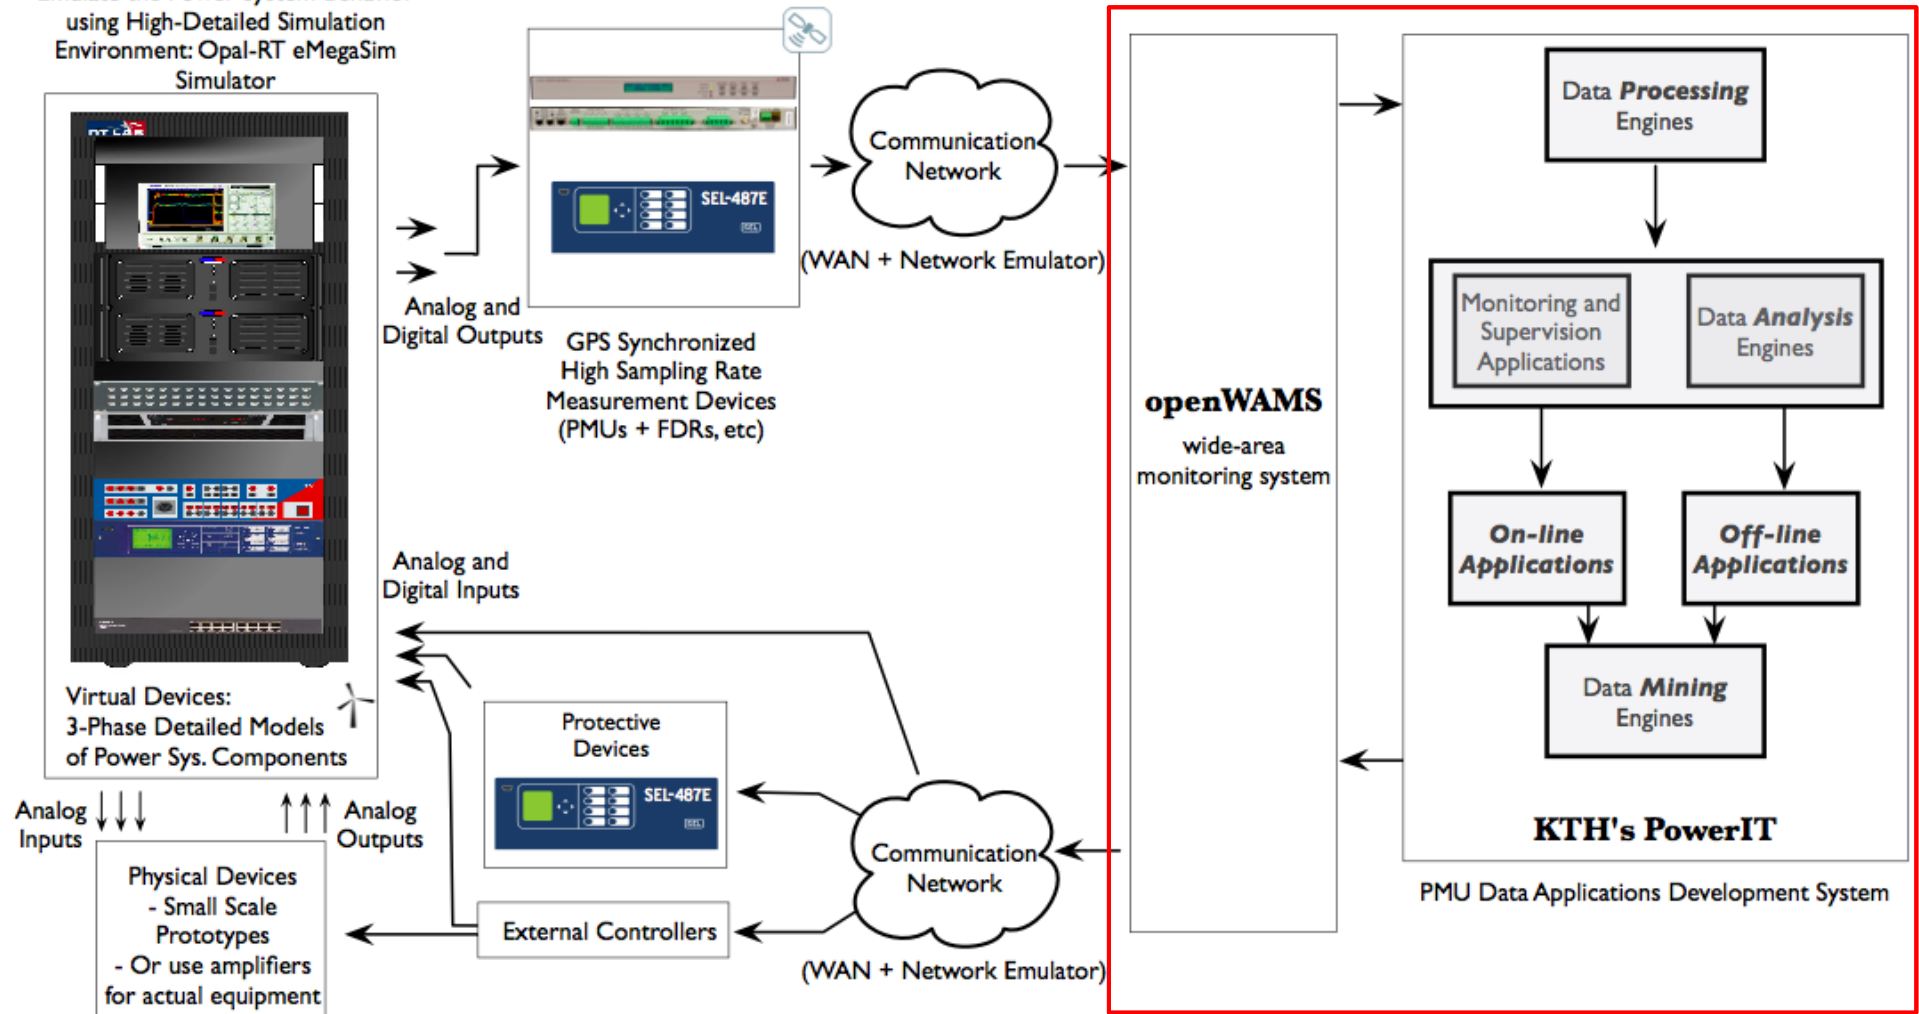 using High-Detailed Simulation
Environment: Opal-RT eMegaSim
Simulator
Analog and
Digital Outputs
SEL-487E
SEL
GPS Synchronized
High Sampling Rate
Measurement Devices
(PMUs + FDRs, etc)
Communication
Network
(WAN + Network Emulator)
openWAMS
wide-area
monitoring system
Data Processing
Engines
Monitoring and
Supervision
Applications
Data Analysis
Engines
On-line
Applications
Off-line
Applications
Data Mining
Engines
KTH's PowerIT
PMU Data Applications Development System
Analog and
Digital Inputs
Virtual Devices:
3-Phase Detailed Models
of Power Sys. Components
Analog
Inputs
Analog
Outputs
Physical Devices
- Small Scale
Prototypes
- Or use amplifiers
for actual equipment
Protective
Devices
SEL-487E
SEL
External Controllers
Communication
Network
(WAN + Network Emulator)